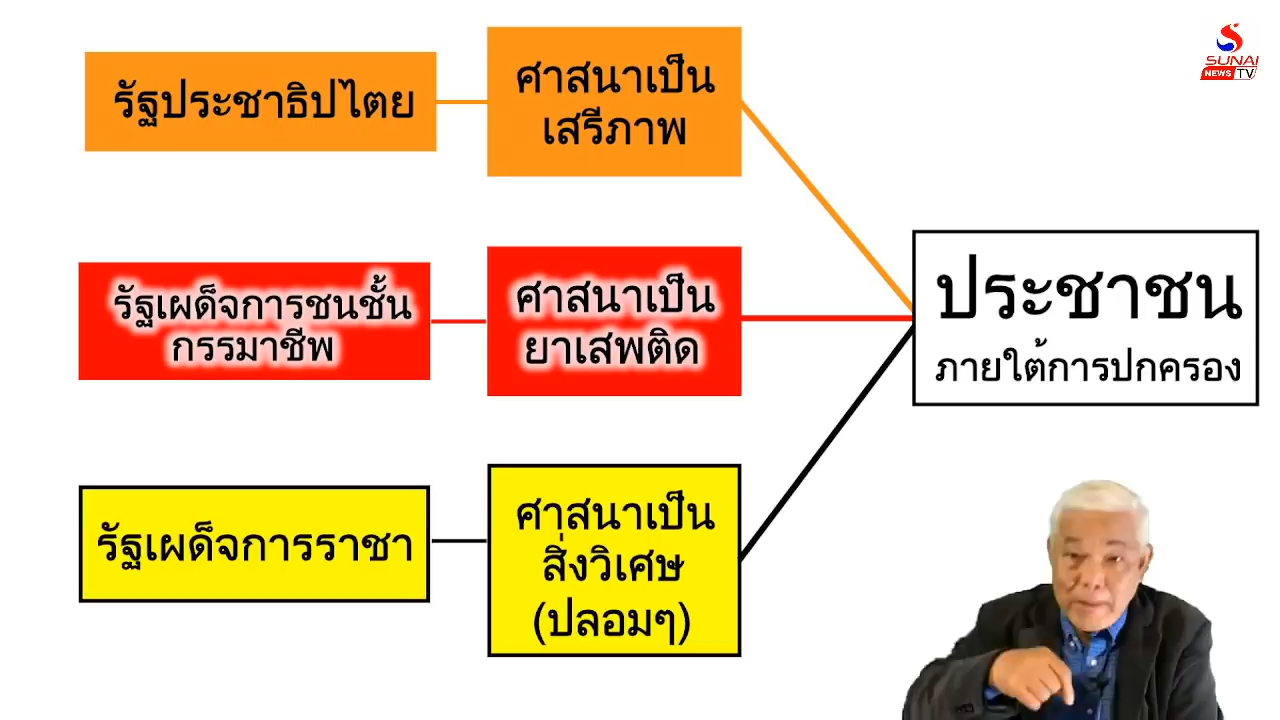 รัฐประชาธิปไตย
ศาสนาเป็น
เสรีภาพ
รัฐเผด็จการชนชั้น
กรรมาชีพ
ศาสนาเป็น
ยาเสพติด
รัฐเผด็จการราชา
ศาสนาเป็น
สิ่งวิเศษ
(ปลอมๆ)
ประชาชน
ภายใต้การปกครอง
SUNAI
NEWS TV